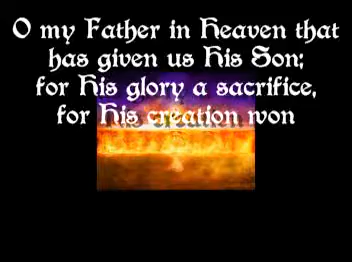 O my Father in Heaven that
has given us His Son;
for His glory a sacrifice,
for His creation won